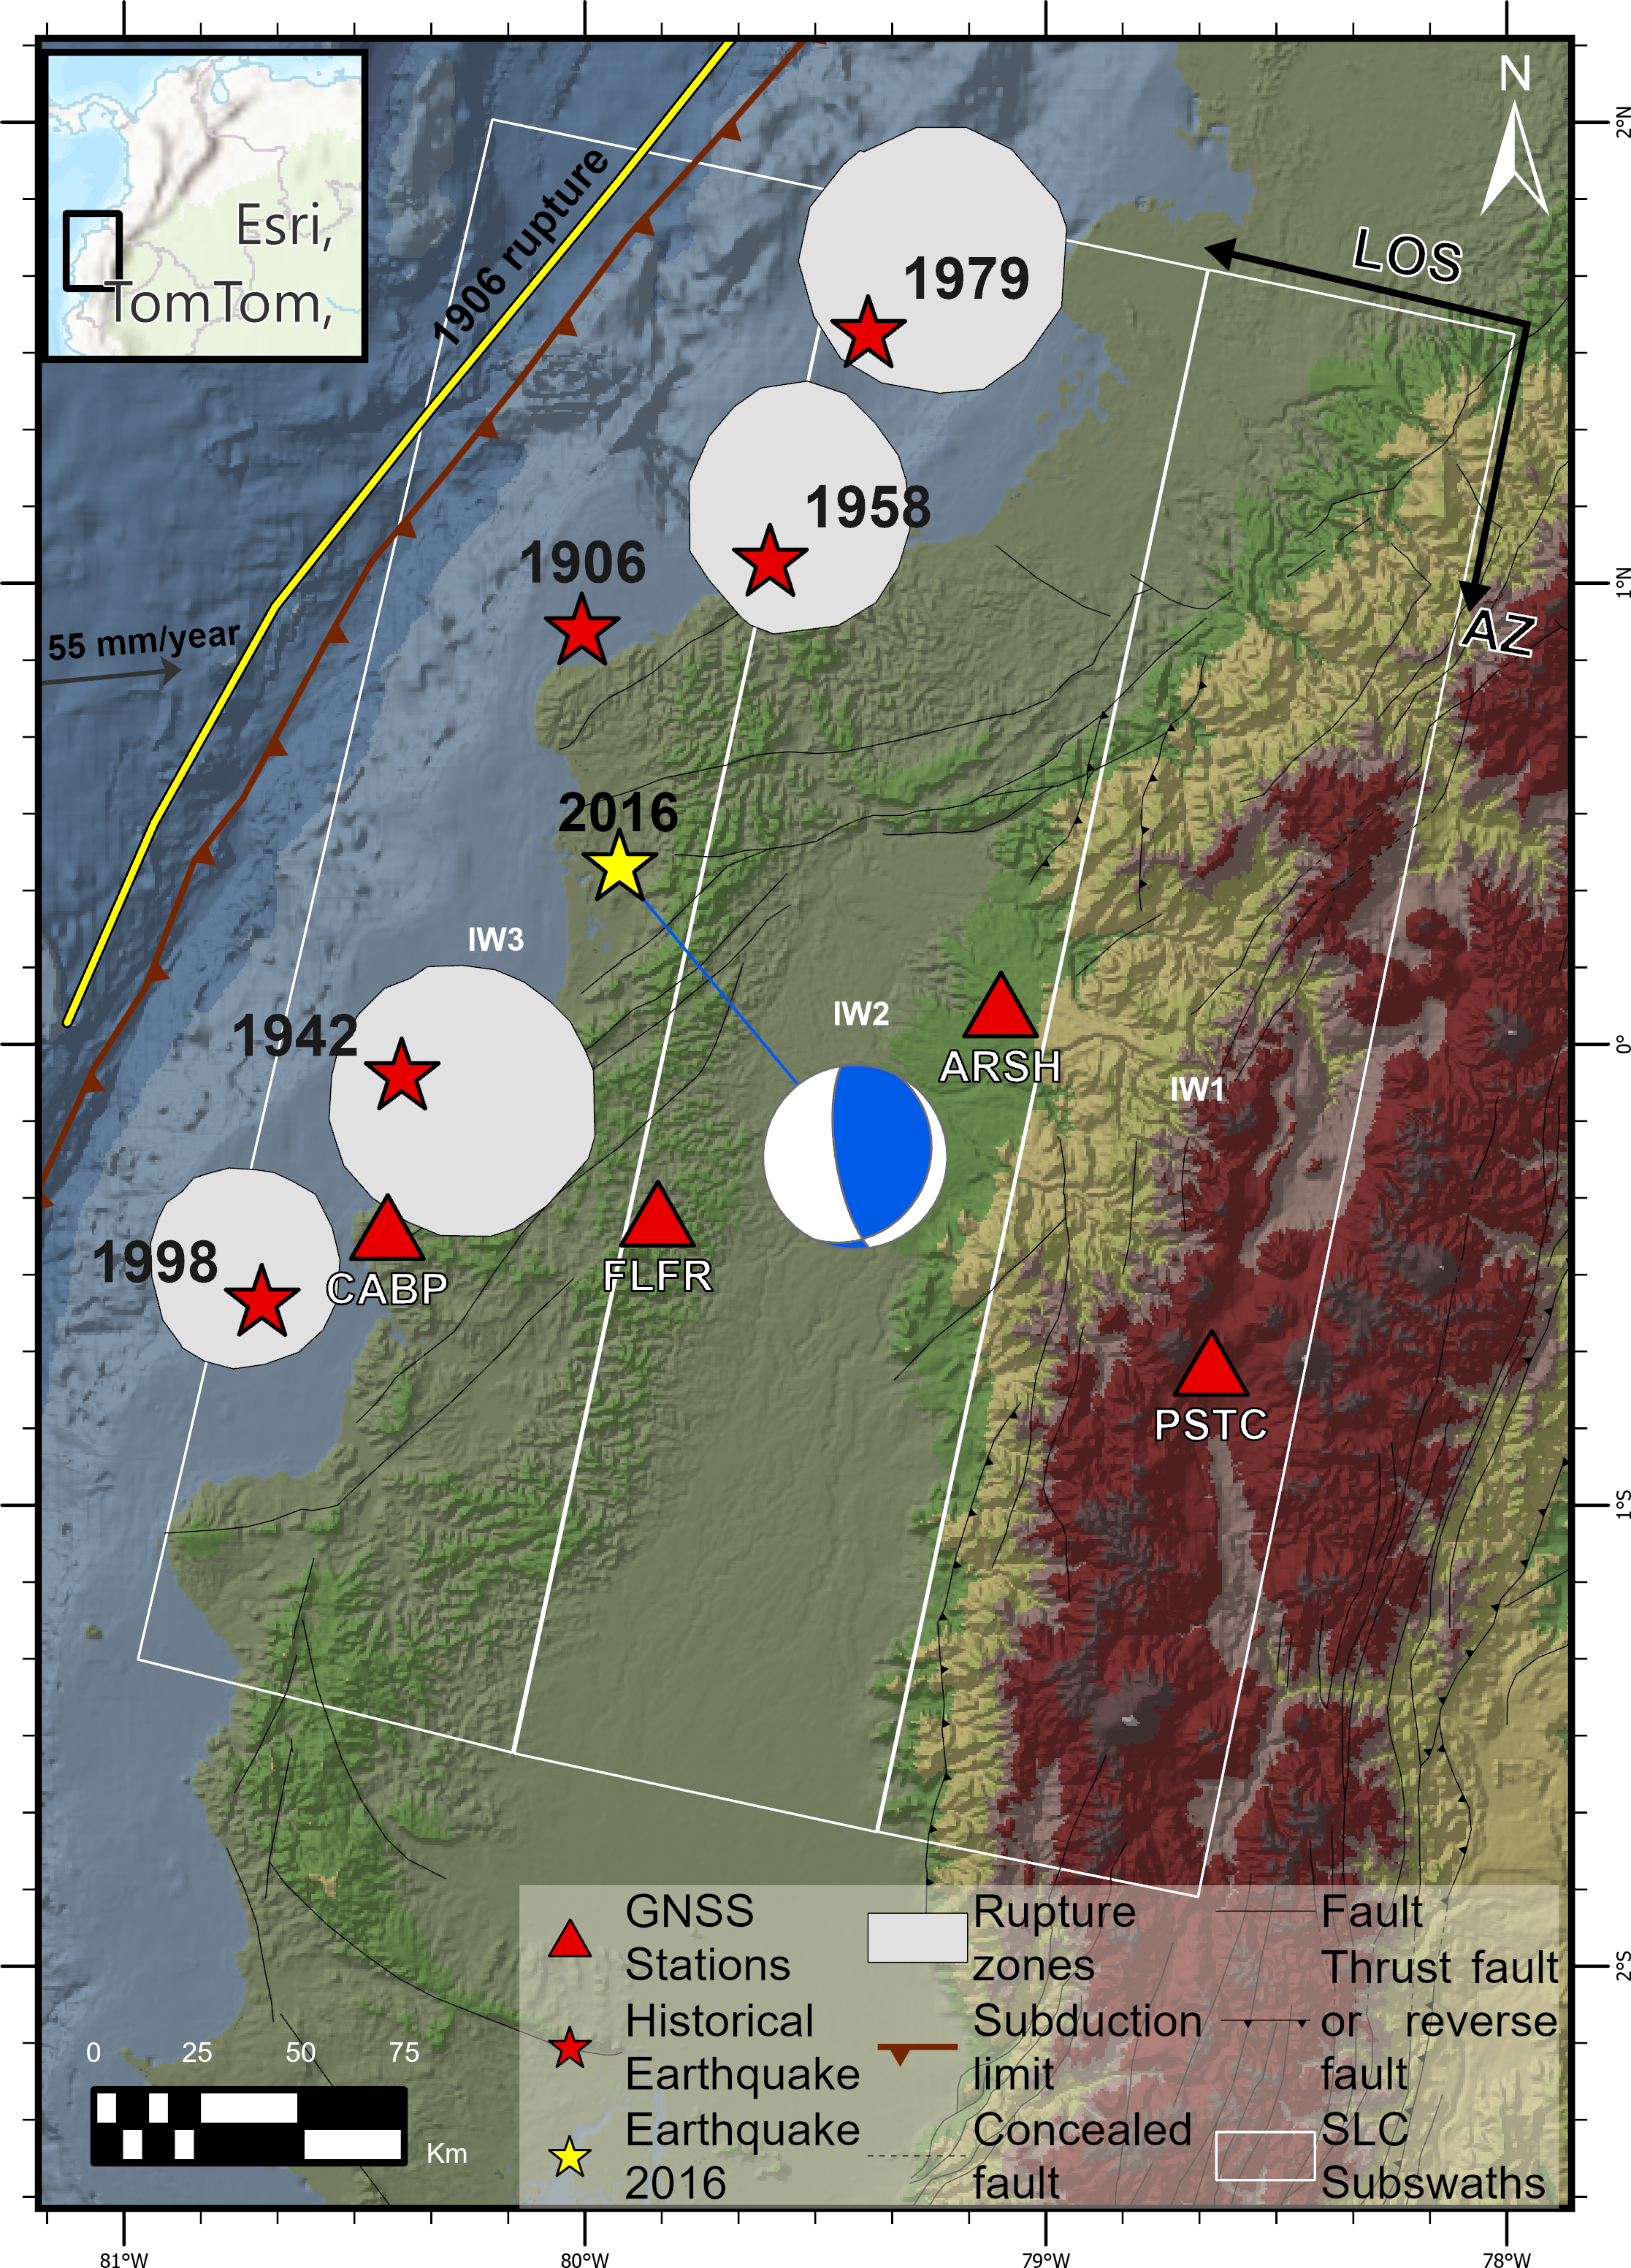 N
2°N
Esri,
TomTom,
1906 rupture
LOS
1979
1958
1906
1°N
AZ
55 mm/year
2016
IW3
IW2
1942
ARSH
0°
IW1
1998
CABP
FLFR
PSTC
1°S
GNSS
Stations
Historical
Earthquake
Earthquake
2016
Rupture
zones
Subduction
limit
Concealed
fault
Fault
Thrust fault
or reverse
fault
SLC
Subswaths
2°S
0 25 50 75
Km
81°W 80°W 79°W 78°W